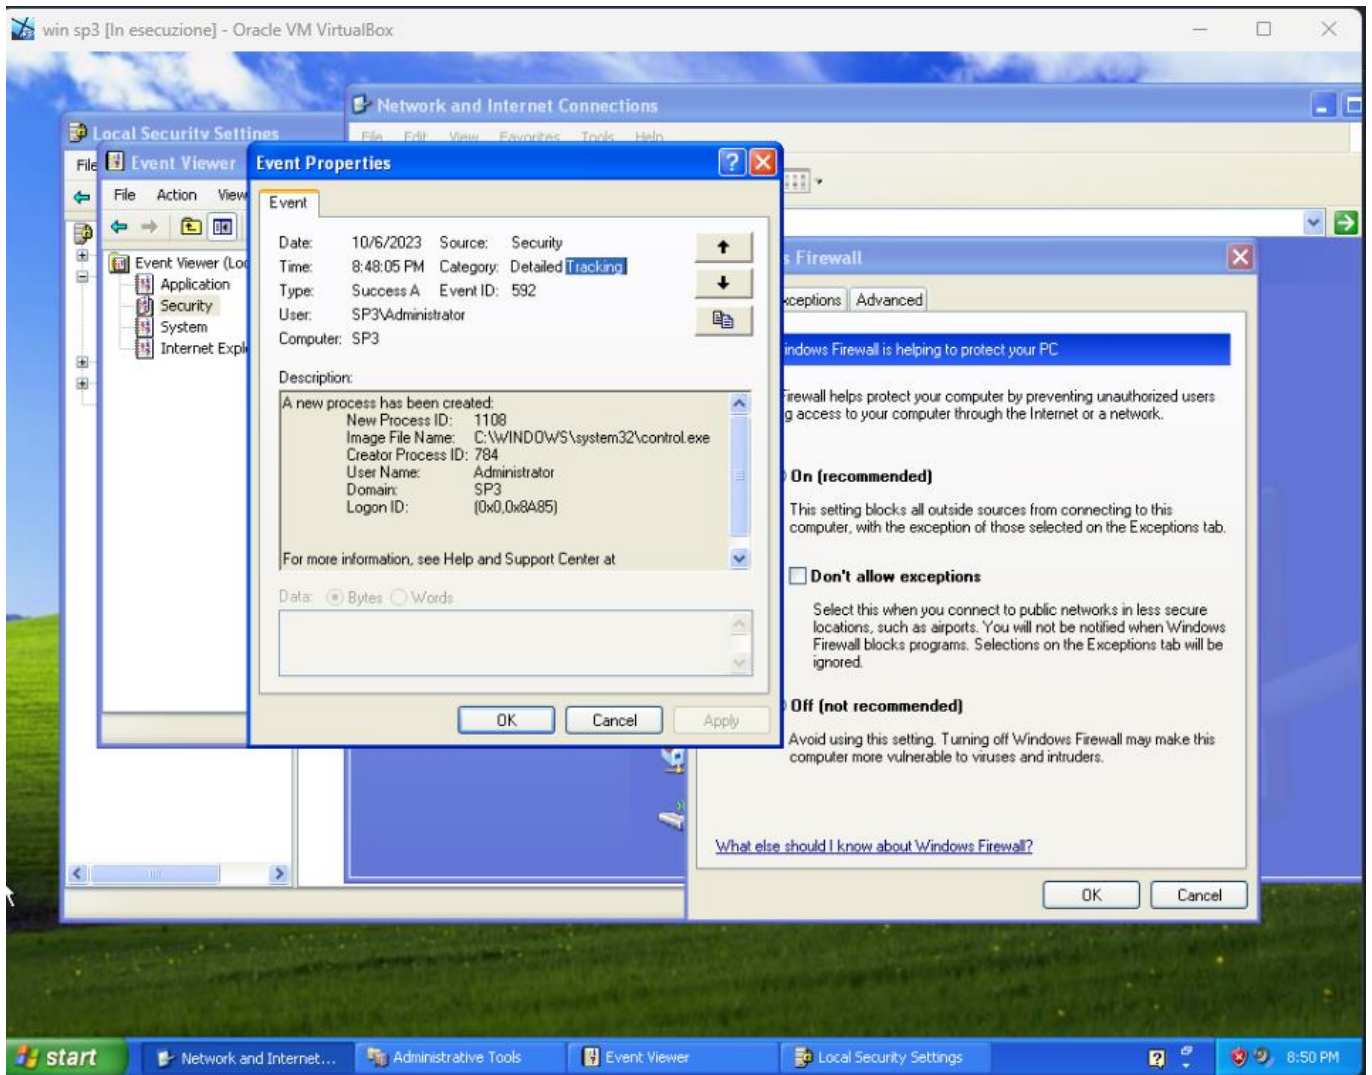 win sp3 [In esecuzione] - Oracle VM VirtualBox
Network and Internet Connections
File Edit View Favorites Tools Help
Local Security Settings
File
Event Viewer
File Action View
Event Viewer (Loc
Application
Security
System
Internet Expl
Event Properties
Event
Date: 10/6/2023 Source: Security
Time: 8:48:05 PM Category: Detailed Tracking
Type: Success A Event ID: 592
User: SP3\Administrator
Computer: SP3
Description:
A new process has been created:
New Process ID: 1108
Image File Name: C:\WINDOWS\system32\control.exe
Creator Process ID: 784
User Name: Administrator
Domain: SP3
Logon ID: (0x0,0x8A85)
For more information, see Help and Support Center at
Data: Bytes Words
OK Cancel Apply
s Firewall
xceptions Advanced
indows Firewall is helping to protect your PC
Firewall helps protect your computer by preventing unauthorized users
g access to your computer through the Internet or a network.
On (recommended)
This setting blocks all outside sources from connecting to this
computer, with the exception of those selected on the Exceptions tab.
Don't allow exceptions
Select this when you connect to public networks in less secure
locations, such as airports. You will not be notified when Windows
Firewall blocks programs. Selections on the Exceptions tab will be
ignored.
Off (not recommended)
Avoid using this setting. Turning off Windows Firewall may make this
computer more vulnerable to viruses and intruders.
What else should I know about Windows Firewall?
OK Cancel
start
Network and Internet...
Administrative Tools
Event Viewer
Local Security Settings
8:50 PM